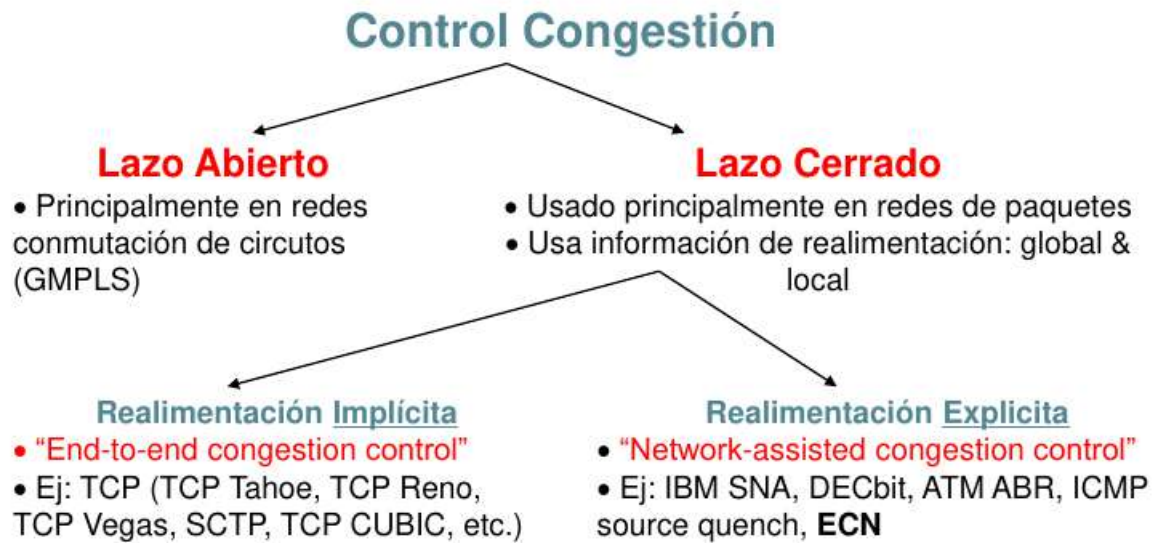 Control Congestión
Lazo Abierto
• Principalmente en redes
conmutación de circutos
(GMPLS)
Lazo Cerrado
• Usado principalmente en redes de paquetes
• Usa información de realimentación: global &
local
Realimentación Implícita
• “End-to-end congestion control”
• Ej: TCP (TCP Tahoe, TCP Reno,
TCP Vegas, SCTP, TCP CUBIC, etc.)
Realimentación Explicita
• “Network-assisted congestion control”
• Ej: IBM SNA, DECbit, ATM ABR, ICMP
source quench, ECN